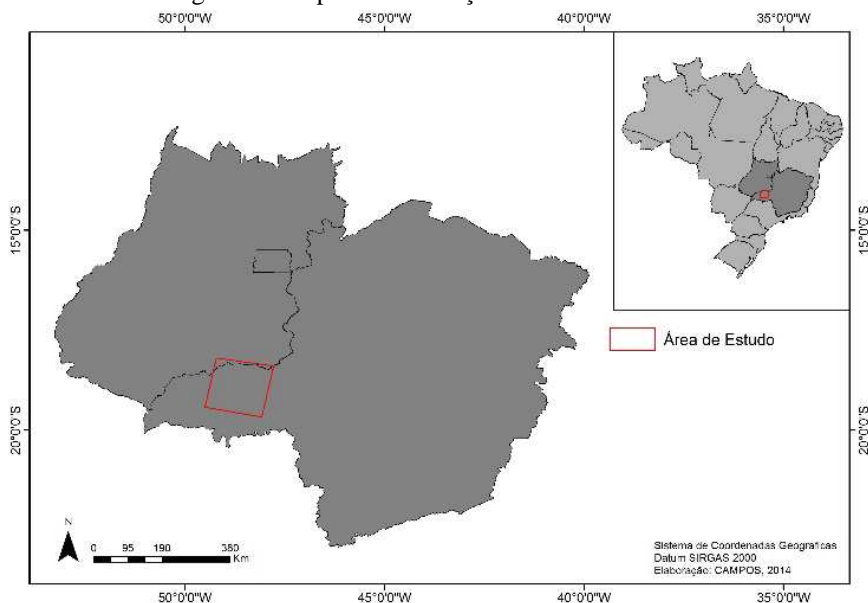 50°0'0"W 45°0'0"W 40°0'0"W 35°0'0"W
15°0'0"S 15°0'0"S
Área de Estudo
20°0'0"S 20°0'0"S
N
0 95 190 380
Km
Sistema de Coordenadas Geograficas
Datum SIRGAS 2000
Elaboração: CAMPOS, 2014
50°0'0"W 45°0'0"W 40°0'0"W 35°0'0"W